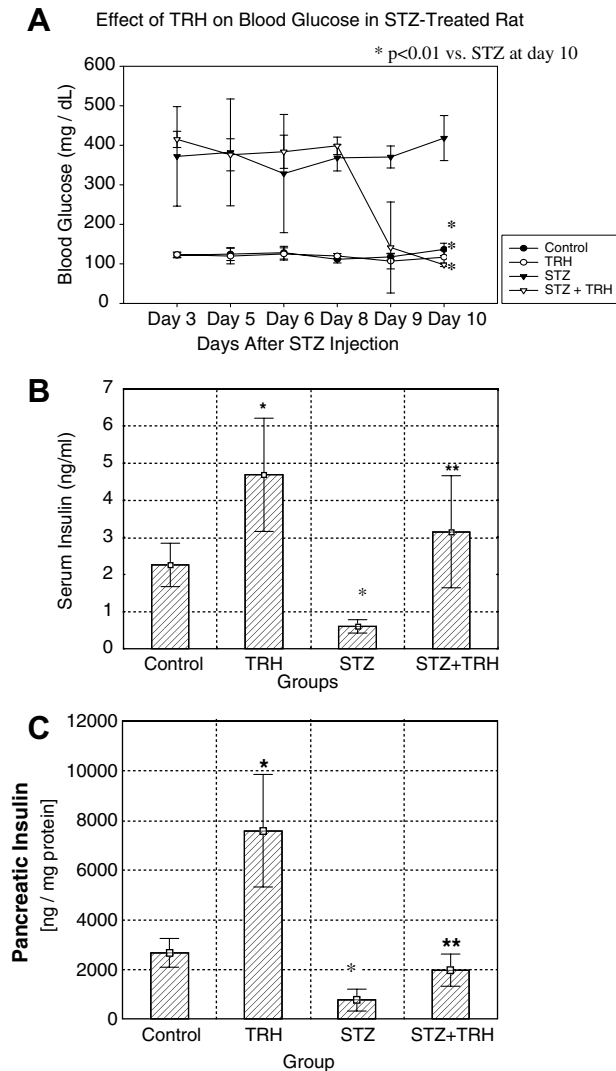 A
Effect of TRH on Blood Glucose in STZ-Treated Rat
* p<0.01 vs. STZ at day 10
Blood Glucose (mg / dL)
600
500
400
300
200
100
0
*
*
*
Control
TRH
STZ
STZ + TRH
Day 3 Day 5 Day 6 Day 8 Day 9 Day 10
Days After STZ Injection
B
Serum Insulin (ng/ml)
7
6
5
4
3
2
1
0
*
*
**
Control TRH STZ STZ+TRH
Groups
C
Pancreatic Insulin
[ng / mg protein]
12000
10000
8000
6000
4000
2000
0
*
*
**
Control TRH STZ STZ+TRH
Group